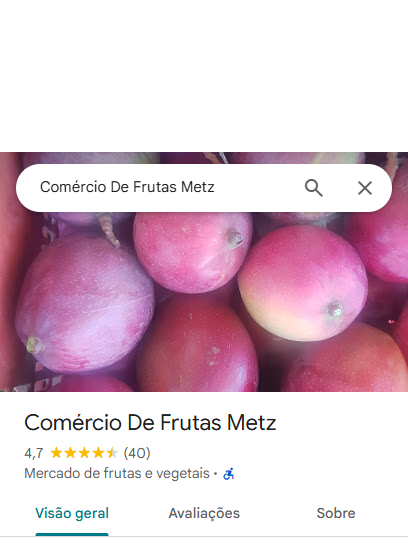 Comércio De Frutas Metz
Comércio De Frutas Metz
4,7 (40)
Mercado de frutas e vegetais ·
Visão geral Avaliações Sobre